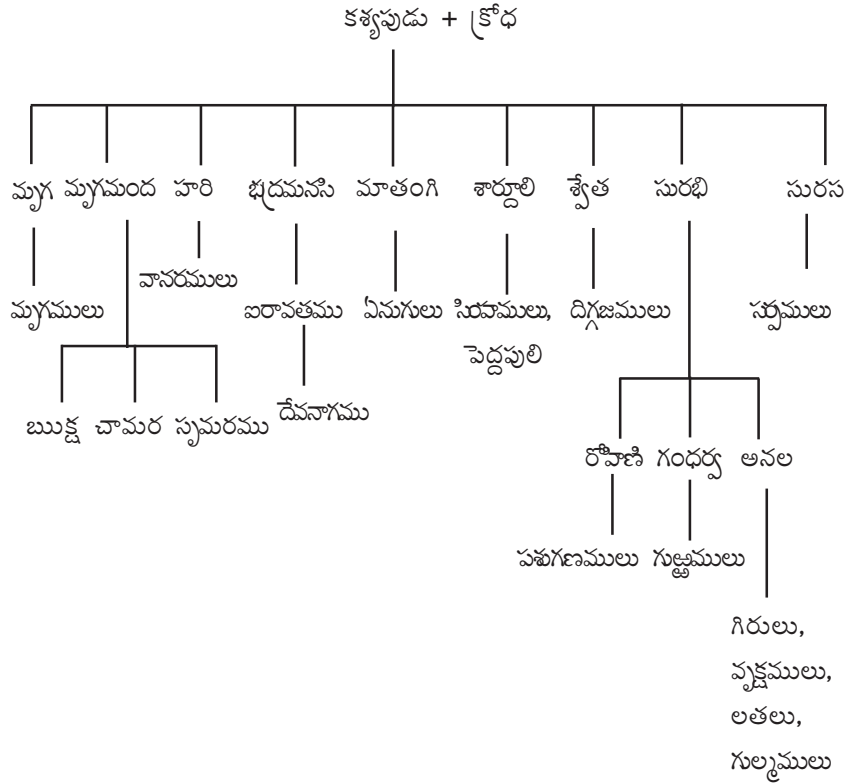 కశ్యపుడు + క్రోధ
మృగ మృగమంద హరి భద్రమనసి మాతంగి శార్దూలి శ్వేత సురభి సురస
వానరములు
మృగములు ఐరావతము ఏనుగులు సింహములు, దిగ్గజములు సర్పములు
పెద్దపులి
ఋక్ష చామర సృమరము దేవనాగము
రోహిణి గంధర్వ అనల
పశుగణములు గుఱ్ఱములు
గిరులు,
వృక్షములు,
లతలు,
గుల్మములు